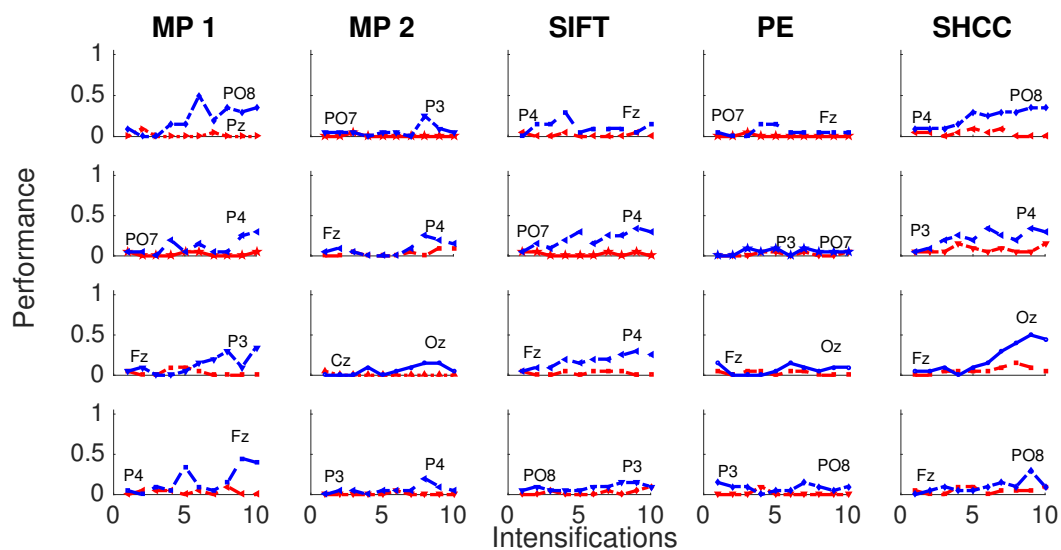 MP 1 MP 2 SIFT PE SHCC
1
0.5
0
PO8
Pz
PO7 P3
P4 Fz
PO7 Fz
P4 PO8
1
0.5
0
PO7 P4
Fz P4
PO7 P4
P3 PO7
P3 P4
1
0.5
0
Fz P3
Cz Oz
Fz P4
Fz Oz
Fz Oz
1
0.5
0
P4 Fz
P3 P4
PO8 P3
P3 PO8
Fz PO8
0 5 10 0 5 10 0 5 10 0 5 10 0 5 10
Performance
Intensifications